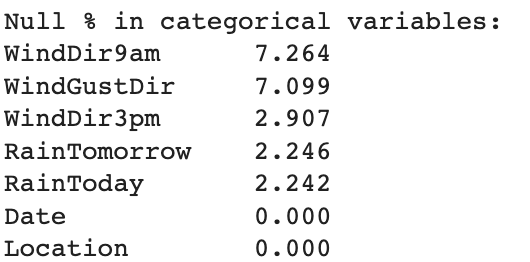 Null % in categorical variables:
WindDir9am 7.264
WindGustDir 7.099
WindDir3pm 2.907
RainTomorrow 2.246
RainToday 2.242
Date 0.000
Location 0.000